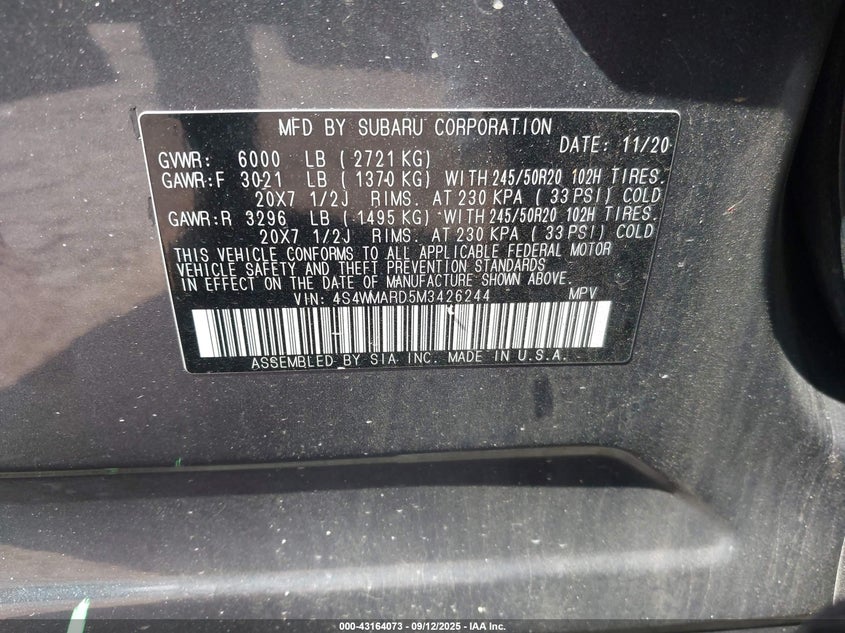 MFD BY SUBARU CORPORATION
DATE: 11/20
GVWR: 6000 LB ( 2721 KG)
GAWR:F 3021 LB ( 1370 KG) WITH 245/50R20 102H TIRES.
20X7 1/2J RIMS. AT 230 KPA ( 33 PSI) COLD
GAWR:R 3296 LB ( 1495 KG) WITH 245/50R20 102H TIRES.
20X7 1/2J RIMS. AT 230 KPA ( 33 PSI) COLD
THIS VEHICLE CONFORMS TO ALL APPLICABLE FEDERAL MOTOR
VEHICLE SAFETY AND THEFT PREVENTION STANDARDS
IN EFFECT ON THE DATE OF MANUFACTURE SHOWN ABOVE.
VIN: 4S4WMARD5M3426244 MPV
ASSEMBLED BY SIA INC. MADE IN U.S.A.
000-43164073 - 09/12/2025 - IAA Inc.